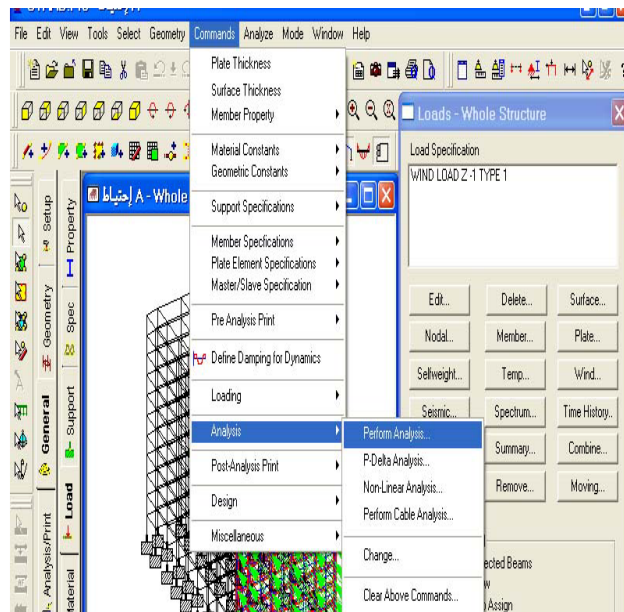 File Edit View Tools Select Geometry Commands Analyze Mode Window Help
Plate Thickness
Surface Thickness
Member Property
Material Constants
Geometric Constants
Support Specifications
Member Specifications
Plate Element Specifications
Master/Slave Specification
Pre Analysis Print
Define Damping for Dynamics
Loading
Analysis
Post-Analysis Print
Design
Miscellaneous
Perform Analysis...
P-Delta Analysis...
Non-Linear Analysis...
Perform Cable Analysis...
Change...
Clear Above Commands...
إحتياط A - Whole
Loads - Whole Structure
Load Specification
WIND LOAD Z -1 TYPE 1
Edit... Delete... Surface...
Nodal... Member... Plate...
Selfweight... Temp... Wind...
Seismic... Spectrum... Time History..
Summary... Combine...
Remove... Moving...
ected Beams
Assign
Setup
Geometry
General
Analysis/Print
Property
Spec
Support
Load
Material